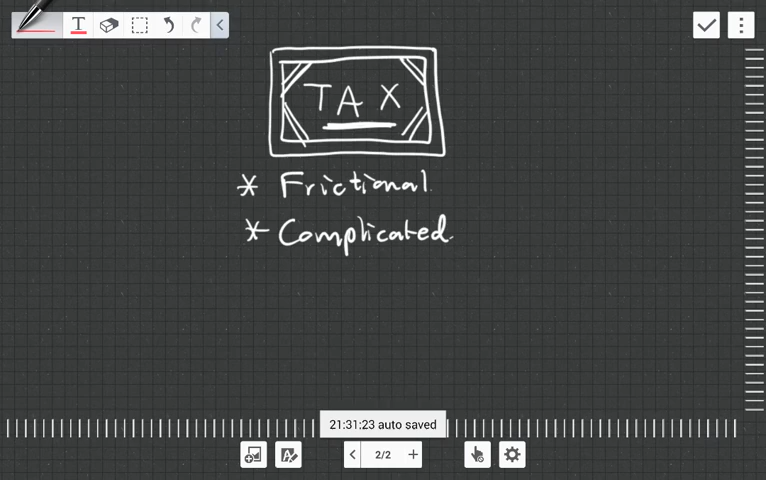 T
TAX
* Frictional
* Complicated.
21:31:23 auto saved
2/2